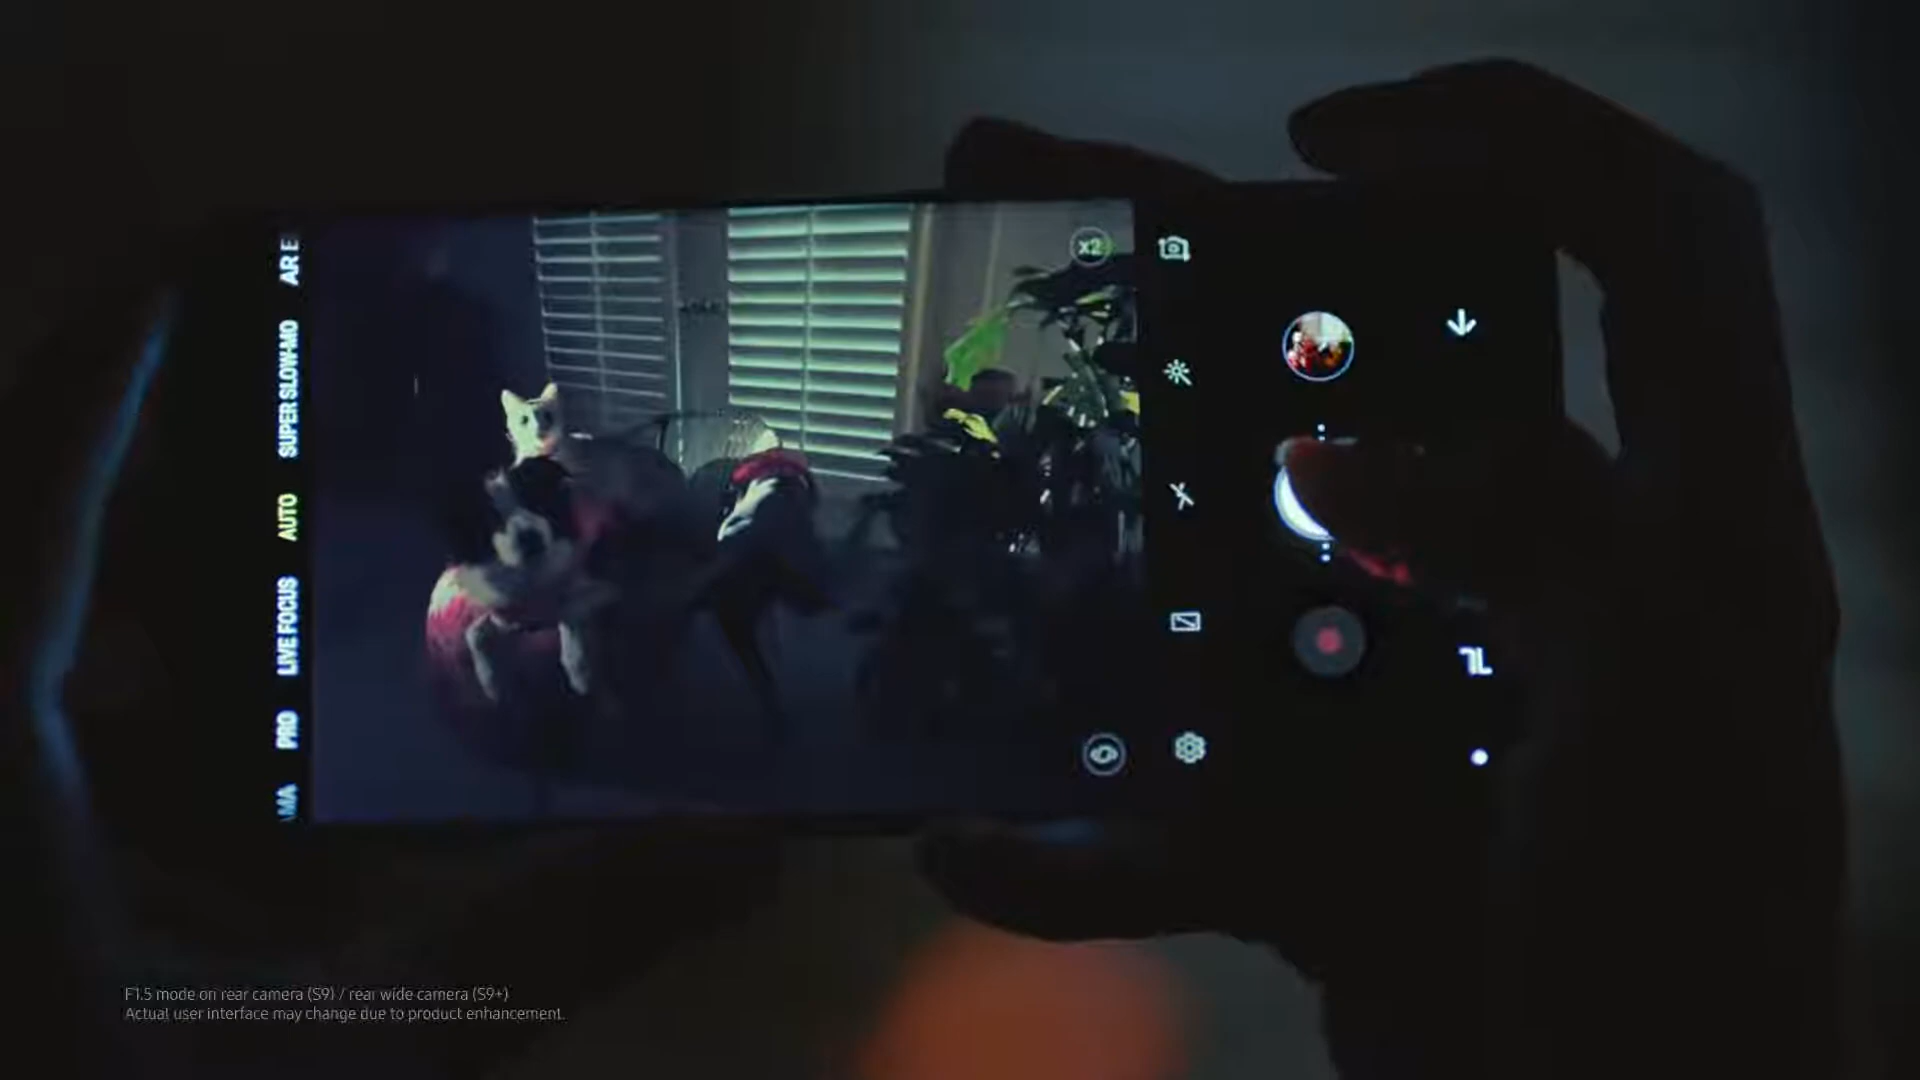 AR E
SUPER SLOW-MO
AUTO
LIVE FOCUS
PRO
MA
x2
F1.5 mode on rear camera (S9) / rear wide camera (S9+)
Actual user interface may change due to product enhancement.